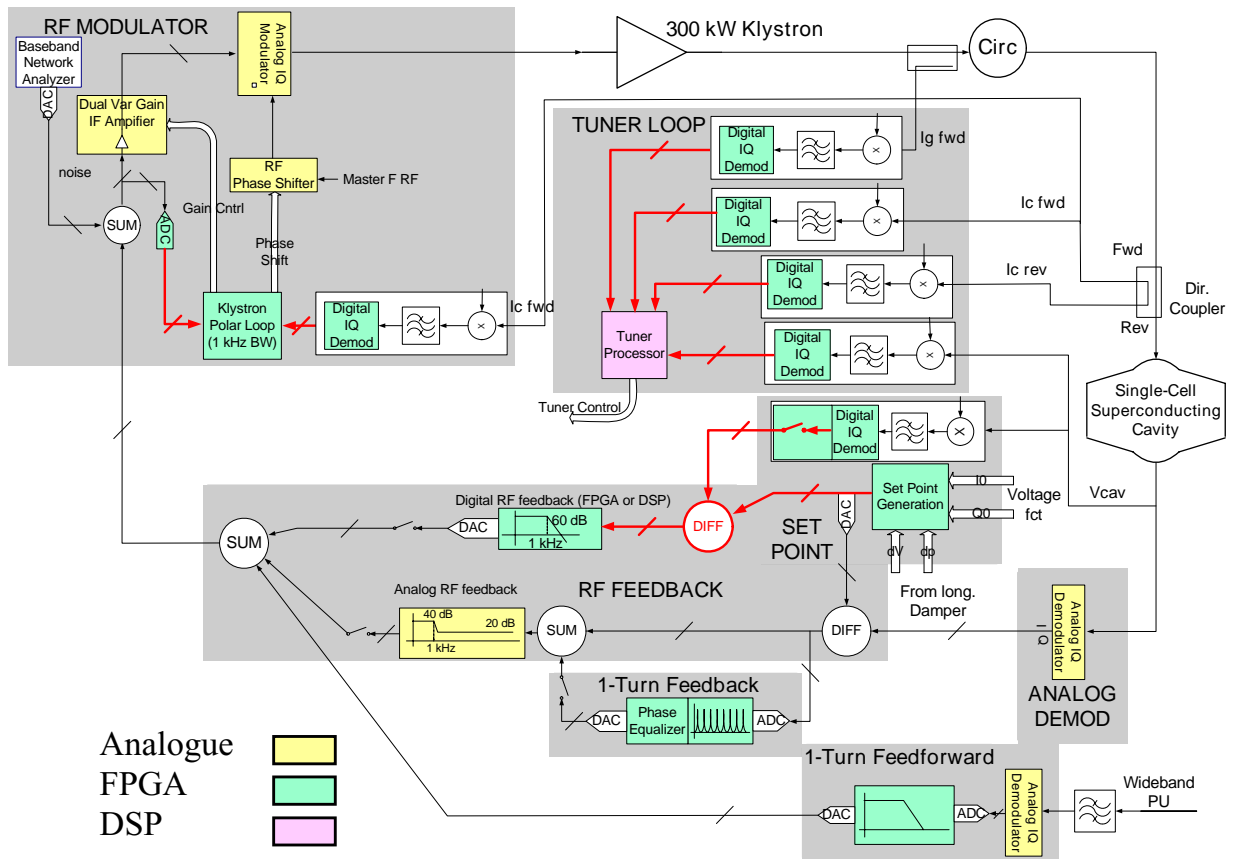 RF MODULATOR
Baseband
Network
Analyzer
DAC
Analog IQ
Modulator
300 kW Klystron
Circ
Dual Var Gain
IF Ampifier
noise
RF
Phase Shifter
Master F RF
SUM
ADC
Gain Cntrl
Phase
Shift
Klystron
Polar Loop
(1 kHz BW)
Digital
IQ
Demod
X
Ic fwd
TUNER LOOP
Digital
IQ
Demod
X
Ig fwd
Digital
IQ
Demod
X
Ic fwd
Digital
IQ
Demod
X
Ic rev
Digital
IQ
Demod
X
Tuner
Processor
Tuner Control
Fwd
Dir.
Coupler
Rev
Single-Cell
Superconducting
Cavity
Digital
IQ
Demod
X
Vcav
Set Point
Generation
I0
Q0
Voltage
fct
dV
dp
DAC
SET
POINT
From long.
Damper
Digital RF feedback (FPGA or DSP)
DAC
60 dB
1 kHz
DIFF
SUM
RF FEEDBACK
Analog RF feedback
40 dB
20 dB
1 kHz
SUM
DIFF
Analog IQ
Demodulator
I Q
ANALOG
DEMOD
1-Turn Feedback
DAC
Phase
Equalizer
ADC
1-Turn Feedforward
DAC
ADC
Analog IQ
Demodulator
Wideband
PU
Analogue
FPGA
DSP